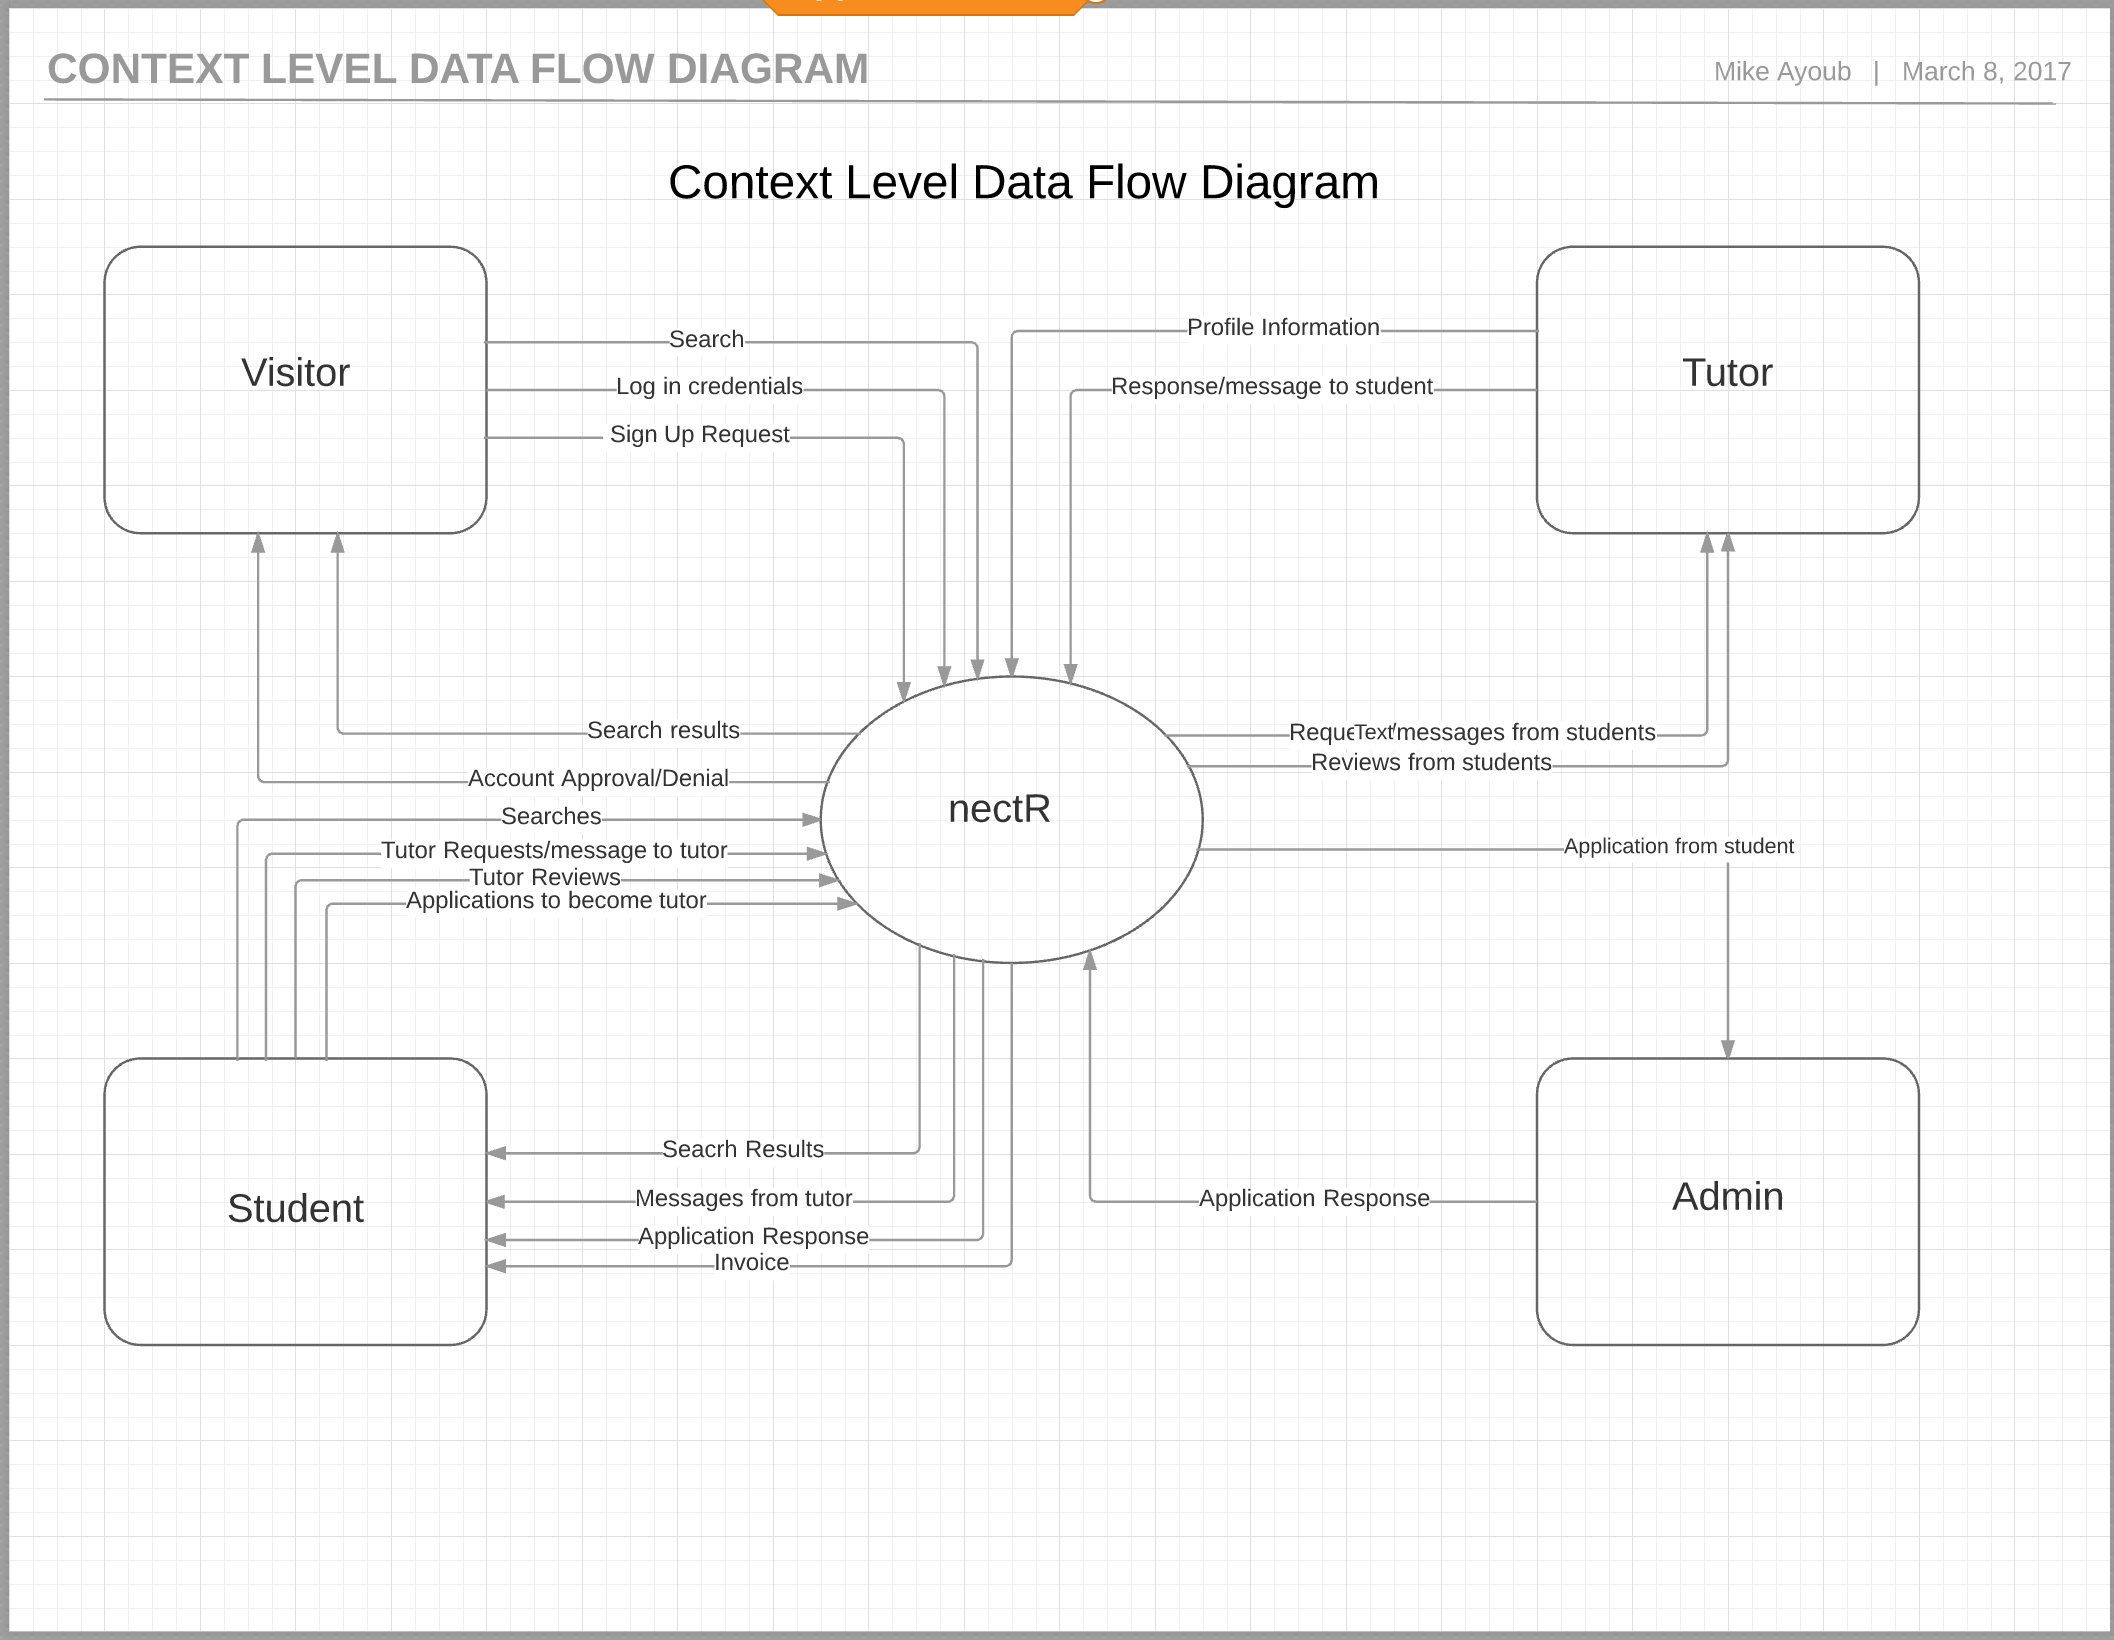 CONTEXT LEVEL DATA FLOW DIAGRAM
Mike Ayoub | March 8, 2017
Context Level Data Flow Diagram
Visitor
Tutor
Search
Profile Information
Log in credentials
Response/message to student
Sign Up Request
Search results
Text/messages from students
Account Approval/Denial
Reviews from students
nectR
Searches
Tutor Requests/message to tutor
Application from student
Tutor Reviews
Applications to become tutor
Seacrh Results
Student
Messages from tutor
Application Response
Admin
Application Response
Invoice